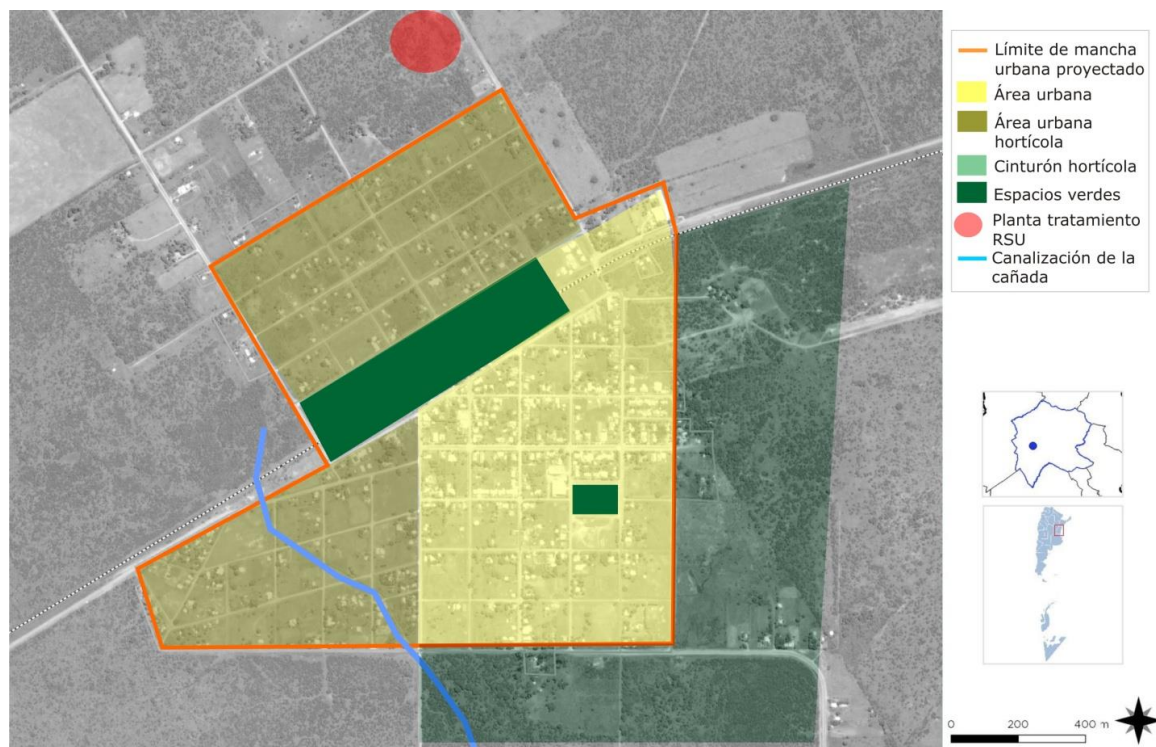 Límite de mancha
urbana proyectado
Área urbana
Área urbana
hortícola
Cinturón hortícola
Espacios verdes
Planta tratamiento
RSU
Canalización de la
cañada
0 200 400 m